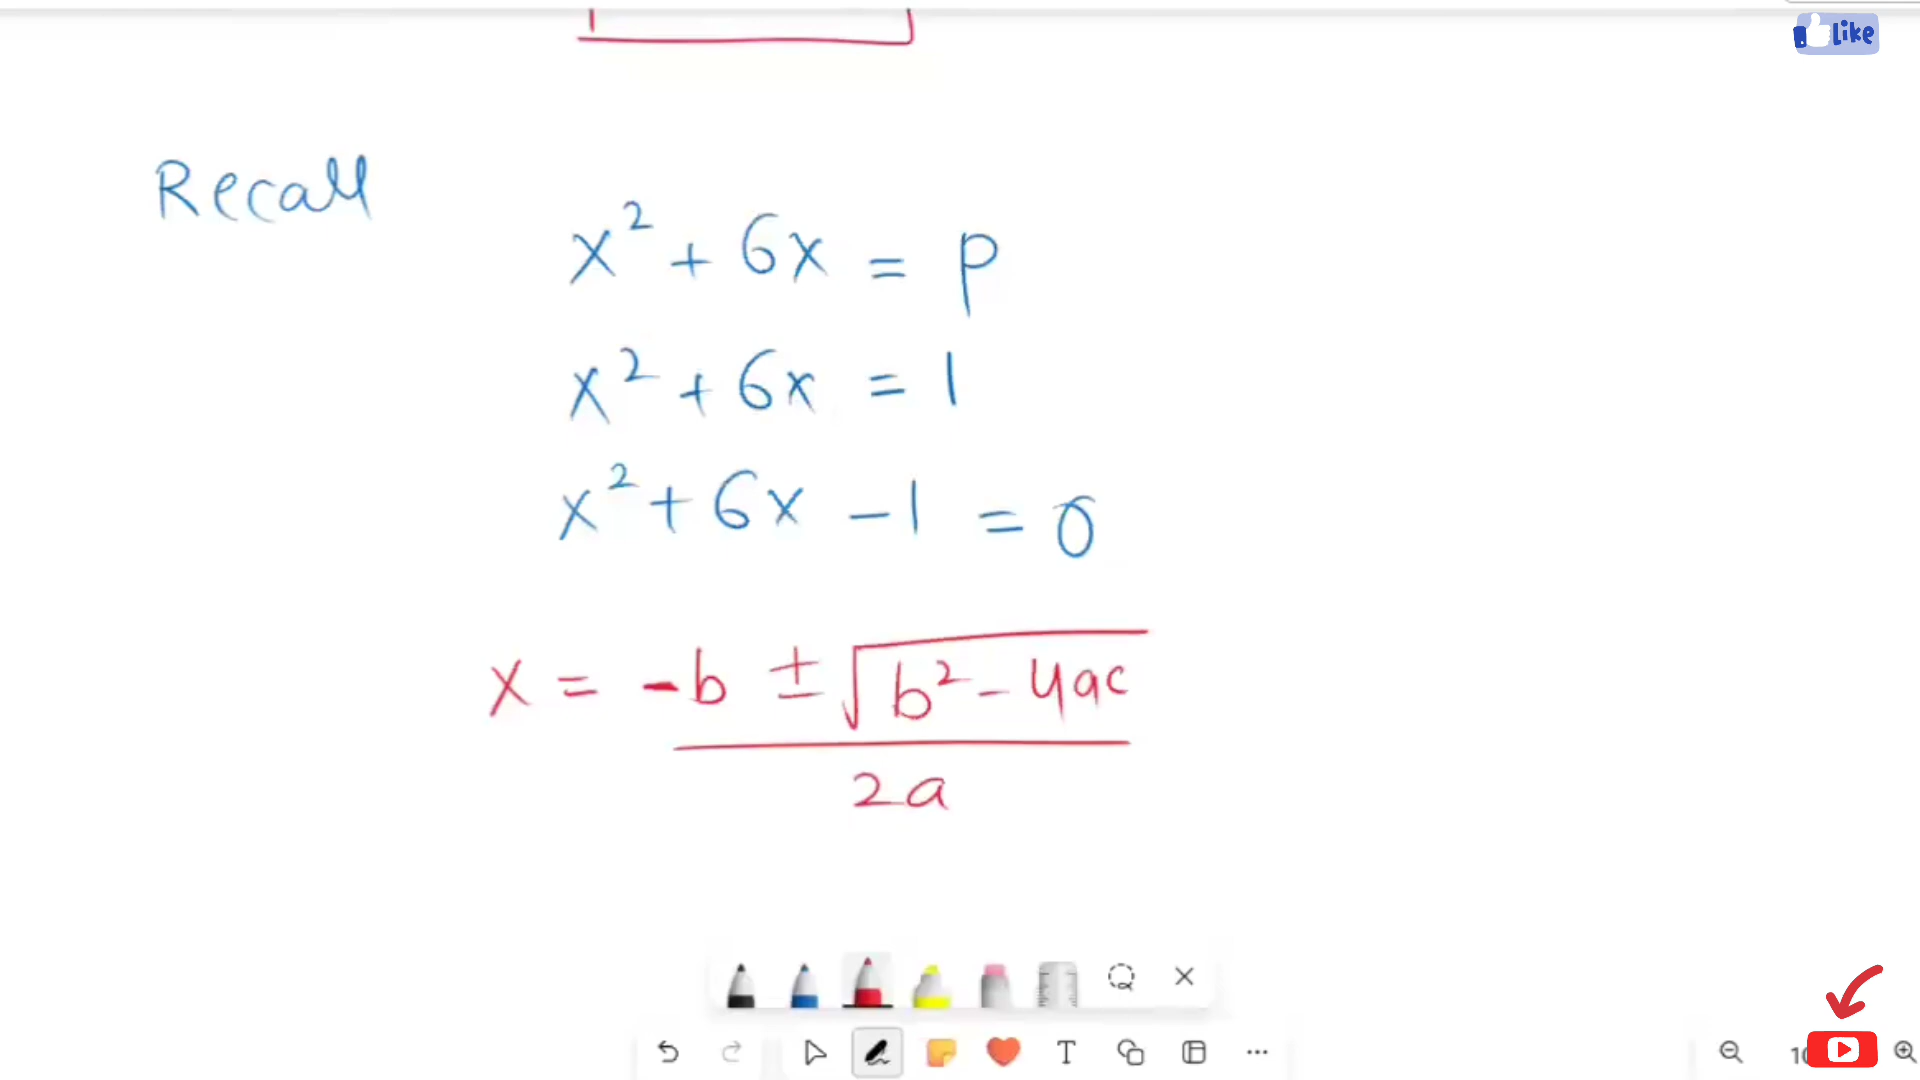 Like
Recall
x² + 6x = p
x² + 6x = 1
x² + 6x - 1 = 0
x = -b ± √b² - 4ac
2a
T